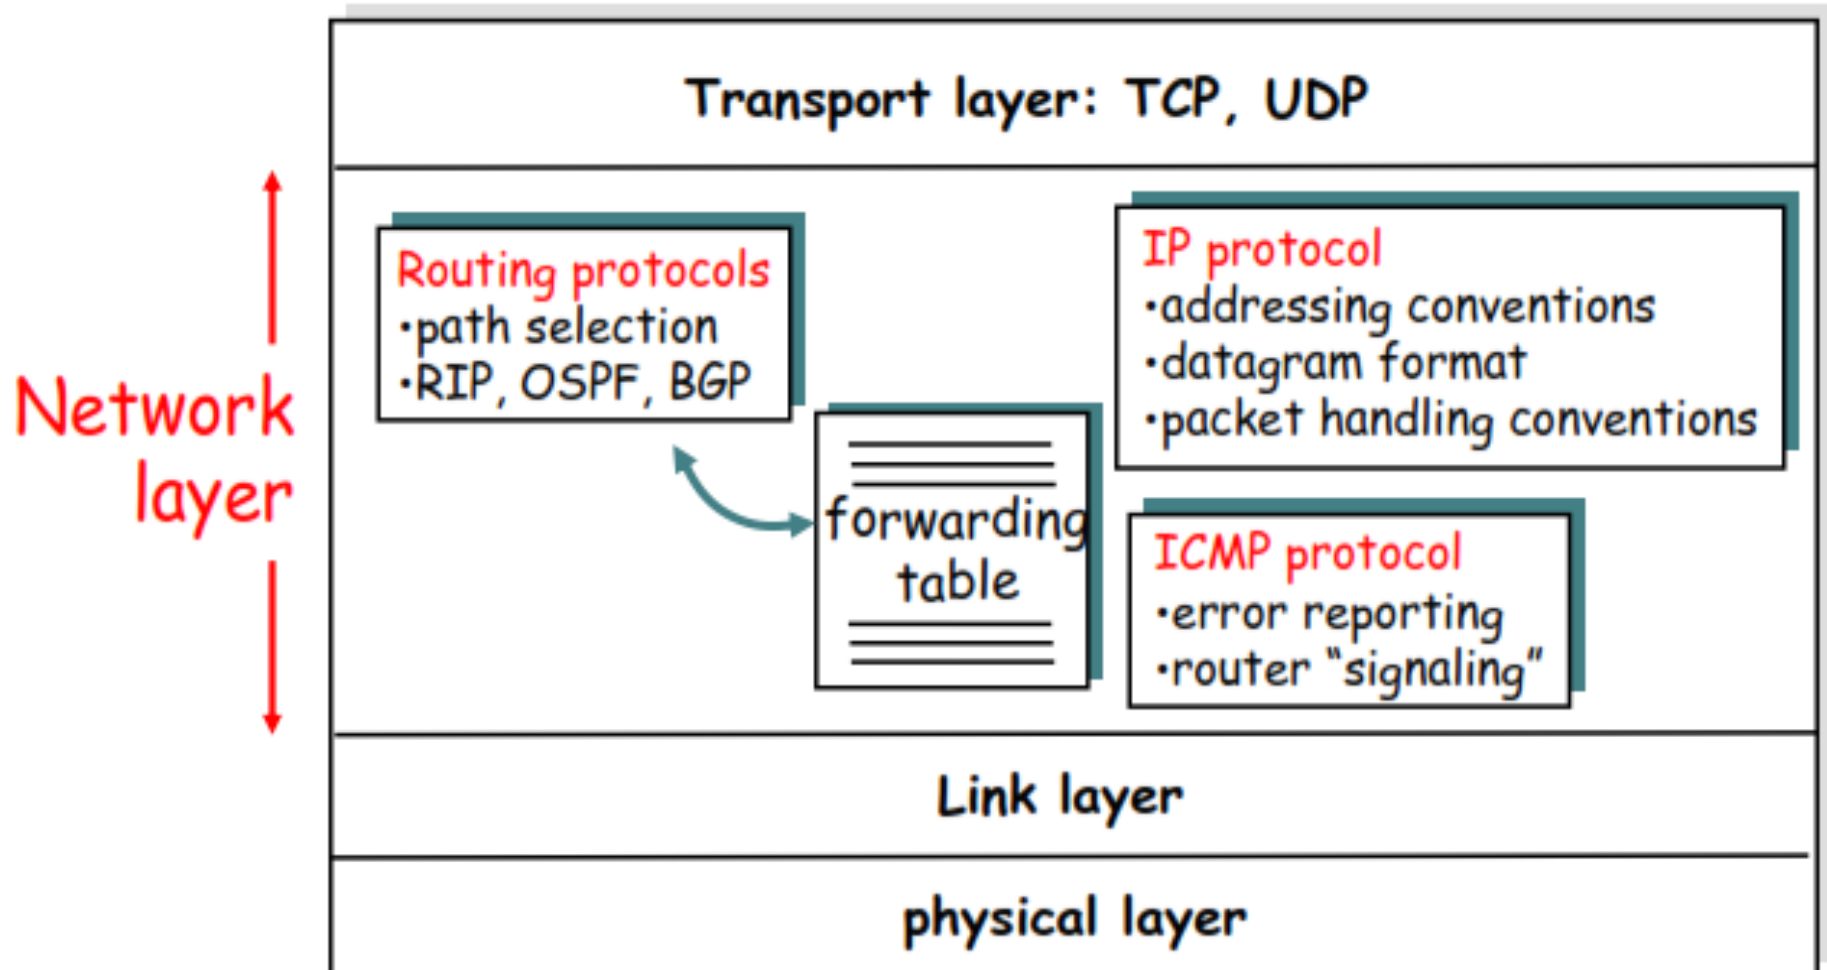 Transport layer: TCP, UDP
Network
layer
Routing protocols
•path selection
•RIP, OSPF, BGP
forwarding
table
IP protocol
•addressing conventions
•datagram format
•packet handling conventions
ICMP protocol
•error reporting
•router “signaling”
Link layer
physical layer